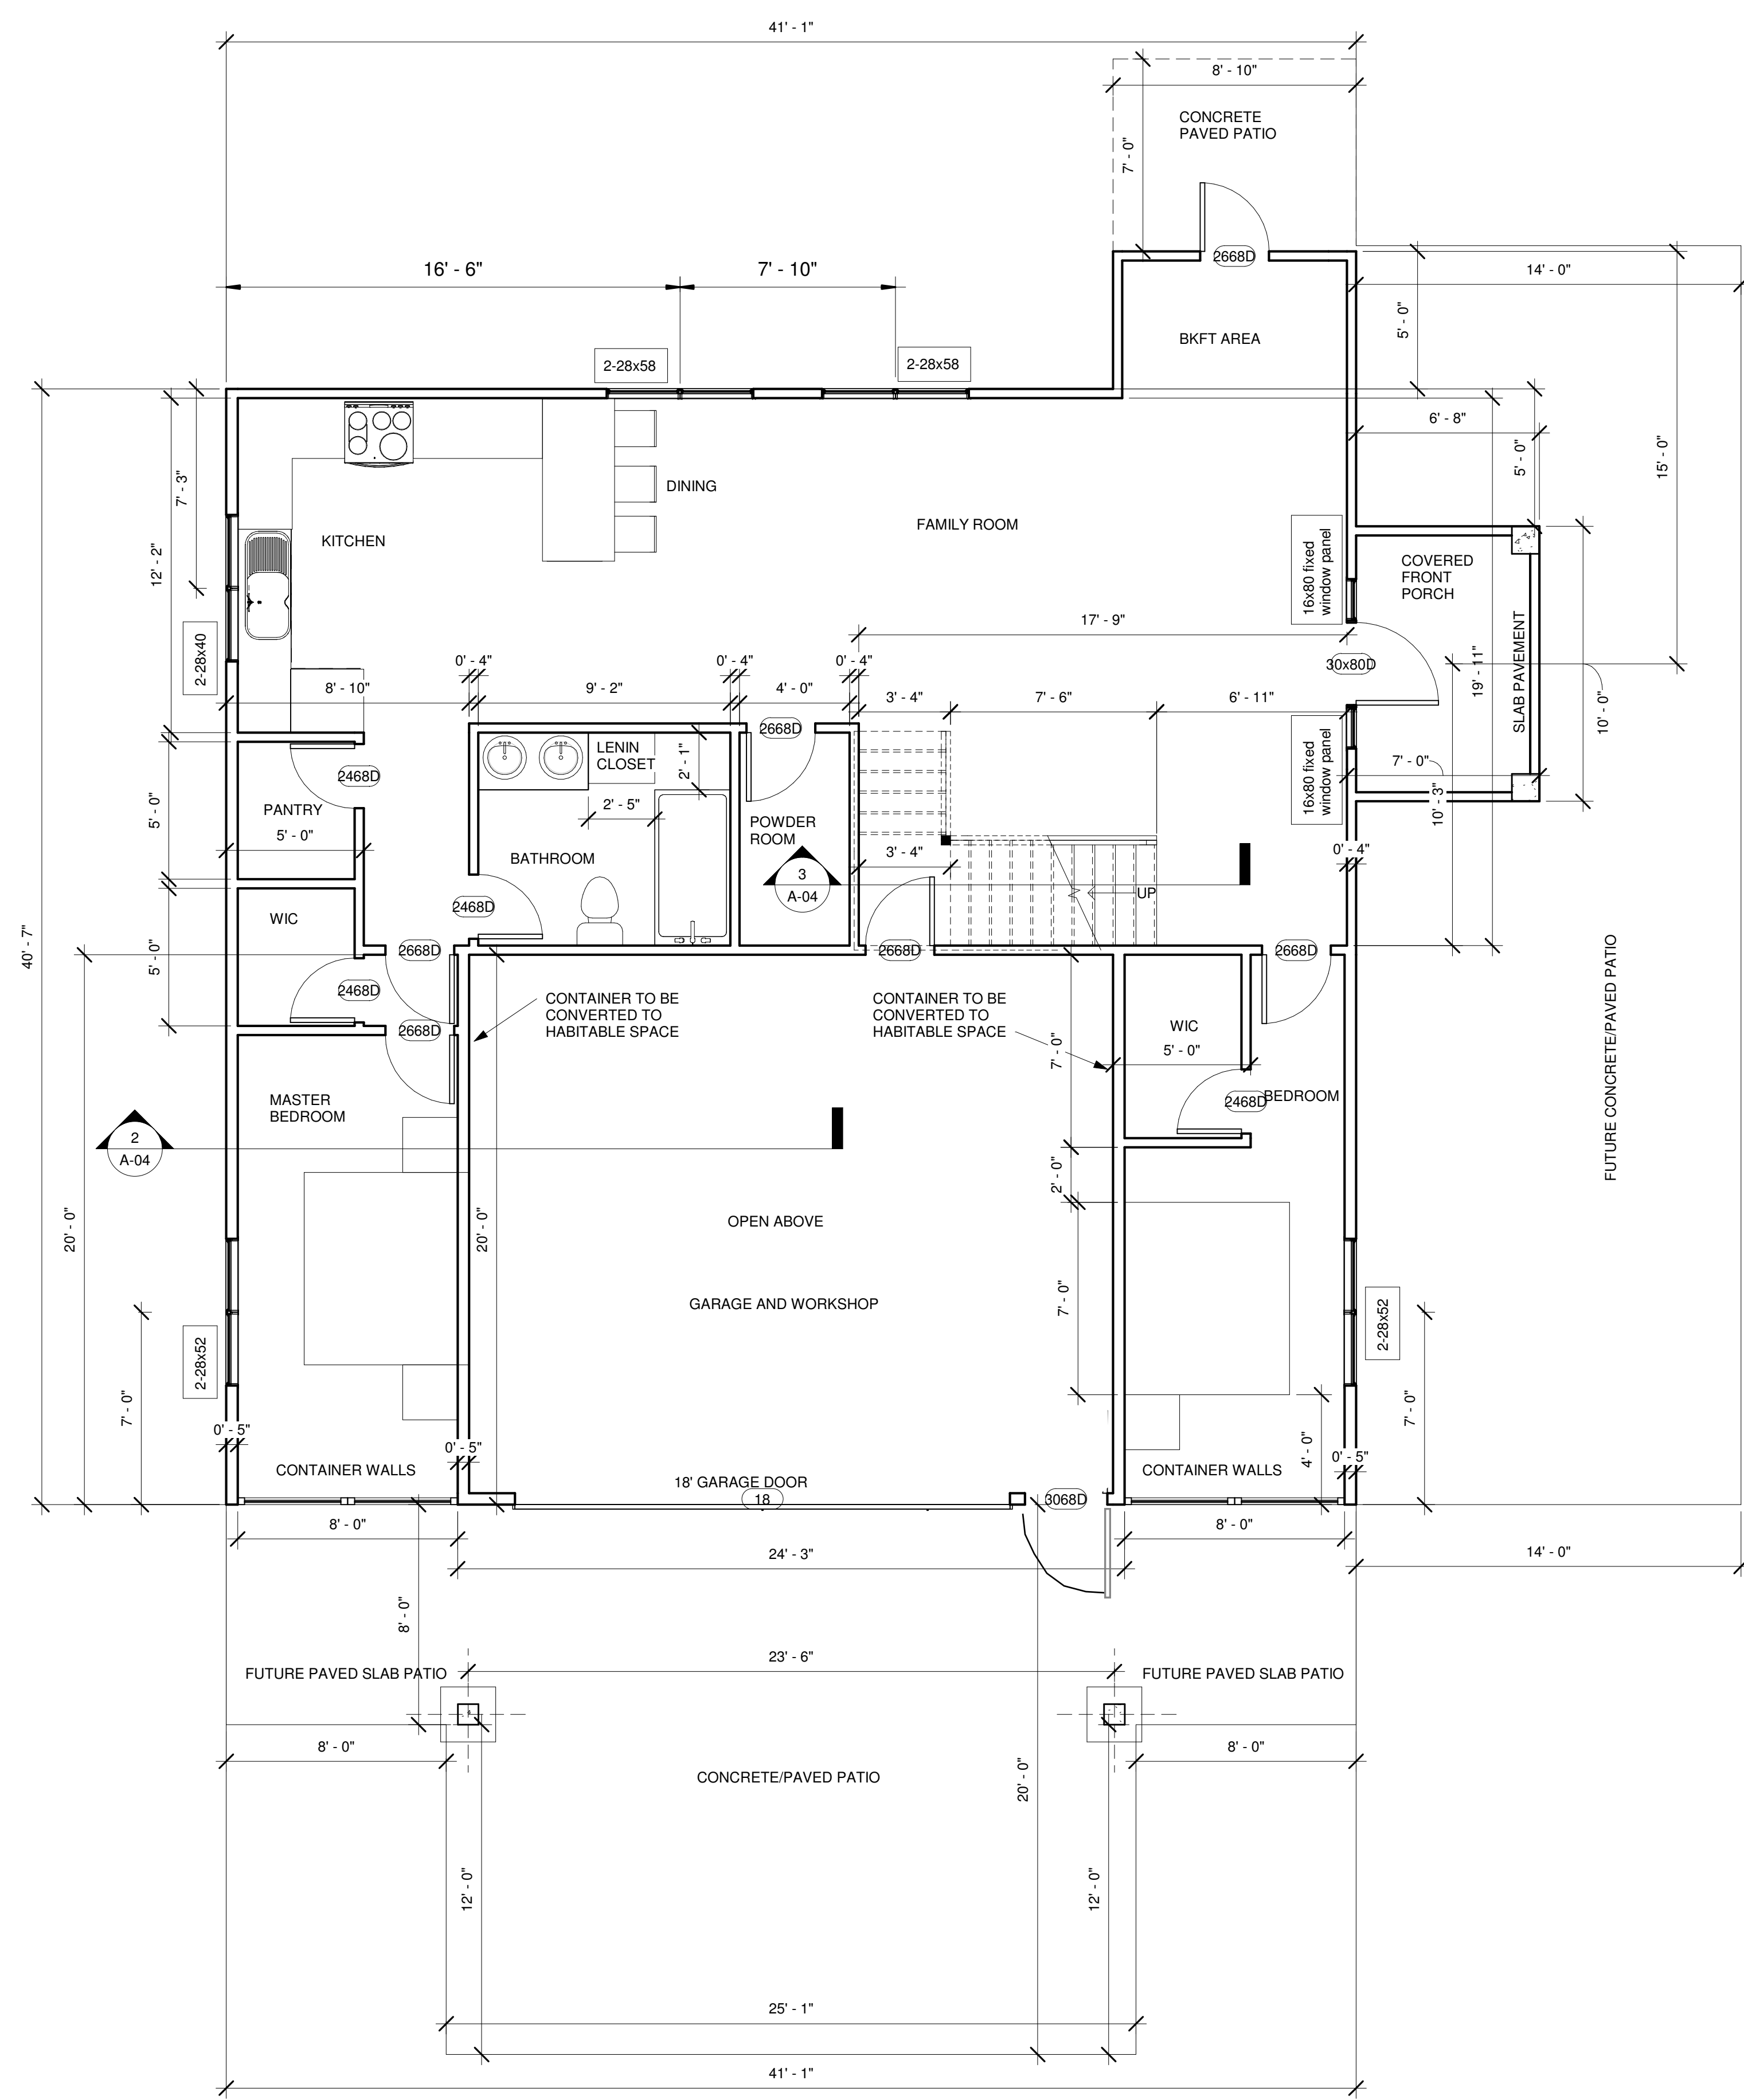 41' - 1"
8' - 10"
CONCRETE
PAVED PATIO
7' - 0"
2668D
14' - 0"
16' - 6"
7' - 10"
5' - 0"
BKFT AREA
2-28x58
2-28x58
6' - 8"
5' - 0"
15' - 0"
7' - 3"
DINING
FAMILY ROOM
KITCHEN
12' - 2"
16x80 fixed
window panel
COVERED
FRONT
PORCH
17' - 9"
2-28x40
0' - 4"
0' - 4"
0' - 4"
30x80D
SLAB PAVEMENT
19' - 11"
10' - 0"
8' - 10"
9' - 2"
4' - 0"
3' - 4"
7' - 6"
6' - 11"
2668D
LENIN
CLOSET
2' - 1"
16x80 fixed
window panel
7' - 0"
10' - 3"
2468D
PANTRY
5' - 0"
5' - 0"
2' - 5"
POWDER
ROOM
BATHROOM
3' - 4"
0' - 4"
3
A-04
UP
2468D
WIC
40' - 7"
5' - 0"
2668D
2668D
2668D
2468D
2668D
CONTAINER TO BE
CONVERTED TO
HABITABLE SPACE
CONTAINER TO BE
CONVERTED TO
HABITABLE SPACE
WIC
5' - 0"
7' - 0"
FUTURE CONCRETE/PAVED PATIO
MASTER
BEDROOM
2468D
BEDROOM
2
A-04
2' - 0"
20' - 0"
20' - 0"
OPEN ABOVE
GARAGE AND WORKSHOP
7' - 0"
2-28x52
2-28x52
7' - 0"
7' - 0"
0' - 5"
0' - 5"
4' - 0"
0' - 5"
CONTAINER WALLS
CONTAINER WALLS
18' GARAGE DOOR
18
3068D
8' - 0"
8' - 0"
24' - 3"
14' - 0"
8' - 0"
23' - 6"
FUTURE PAVED SLAB PATIO
FUTURE PAVED SLAB PATIO
8' - 0"
8' - 0"
CONCRETE/PAVED PATIO
20' - 0"
12' - 0"
12' - 0"
25' - 1"
41' - 1"